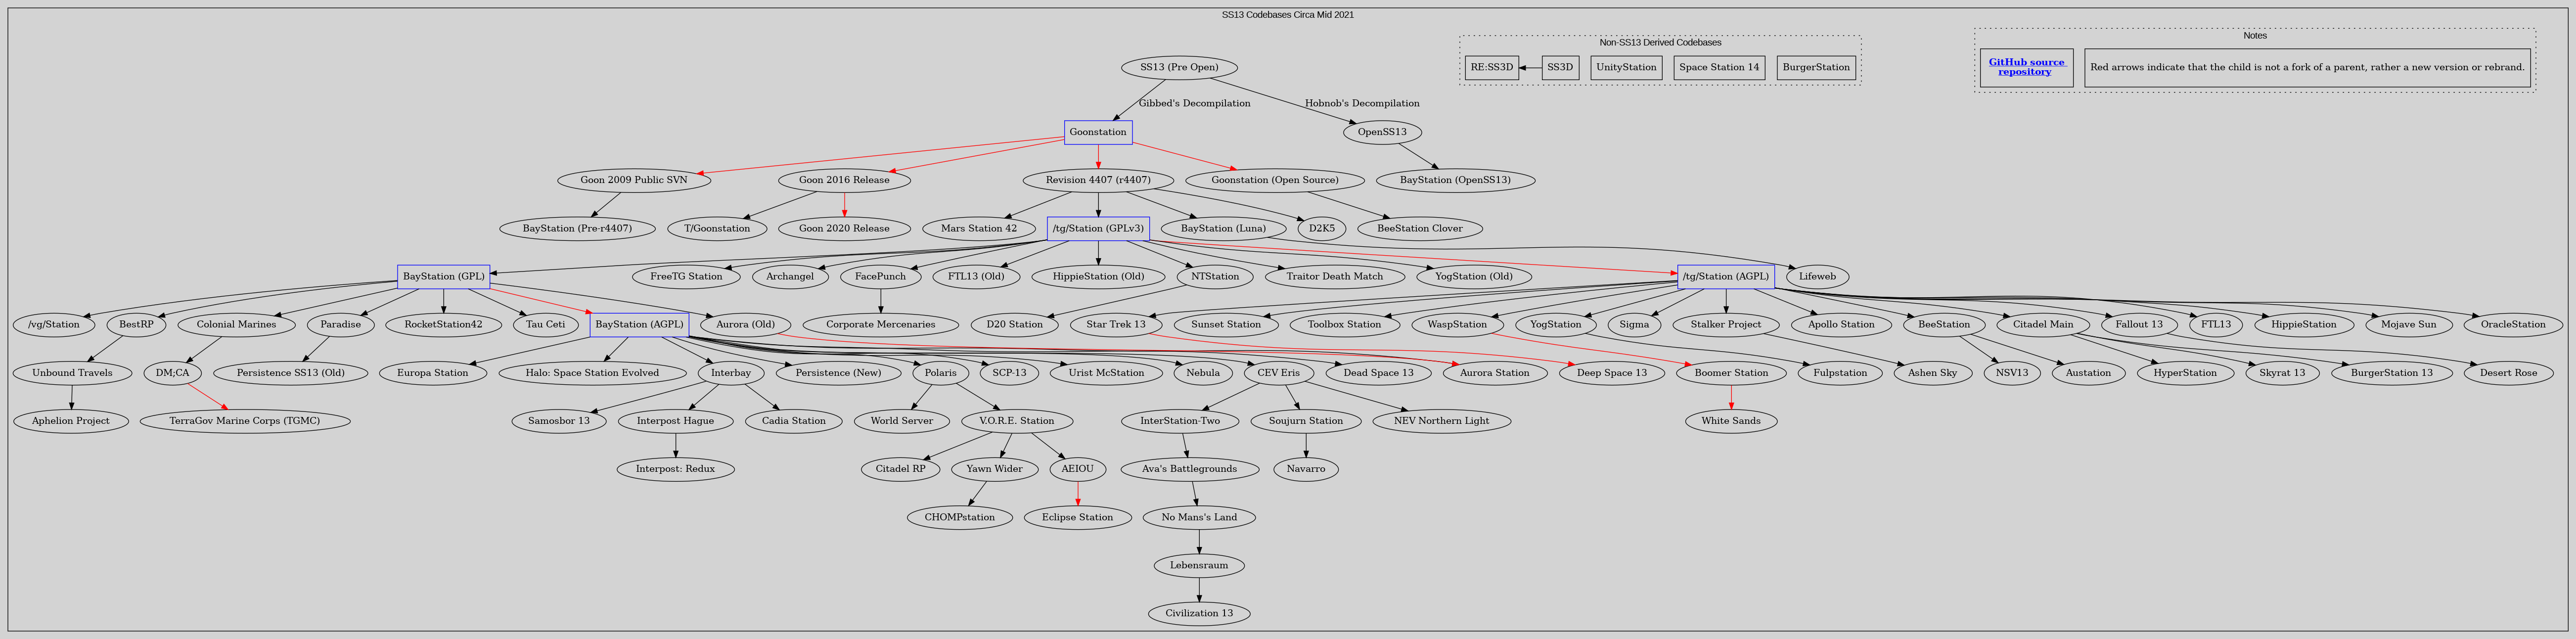 SS13 Codebases Circa Mid 2021
Non-SS13 Derived Codebases
RE:SS3D
SS3D
UnityStation
Space Station 14
BurgerStation
Notes
GitHub source
repository
Red arrows indicate that the child is not a fork of a parent, rather a new version or rebrand.
SS13 (Pre Open)
Gibbed's Decompilation
Hobnob's Decompilation
Goonstation
OpenSS13
Goon 2009 Public SVN
Goon 2016 Release
Revision 4407 (r4407)
Goonstation (Open Source)
BayStation (OpenSS13)
BayStation (Pre-r4407)
T/Goonstation
Goon 2020 Release
Mars Station 42
/tg/Station (GPLv3)
BayStation (Luna)
D2K5
BeeStation Clover
BayStation (GPL)
FreeTG Station
Archangel
FacePunch
FTL13 (Old)
HippieStation (Old)
NTStation
Traitor Death Match
YogStation (Old)
/tg/Station (AGPL)
Lifeweb
/vg/Station
BestRP
Colonial Marines
Paradise
RocketStation42
Tau Ceti
BayStation (AGPL)
Aurora (Old)
Corporate Mercenaries
D20 Station
Star Trek 13
Sunset Station
Toolbox Station
WaspStation
YogStation
Sigma
Stalker Project
Apollo Station
BeeStation
Citadel Main
Fallout 13
FTL13
HippieStation
Mojave Sun
OracleStation
Unbound Travels
DM;CA
Persistence SS13 (Old)
Europa Station
Halo: Space Station Evolved
Interbay
Persistence (New)
Polaris
SCP-13
Urist McStation
Nebula
CEV Eris
Dead Space 13
Aurora Station
Deep Space 13
Boomer Station
Fulpstation
Ashen Sky
NSV13
Austation
HyperStation
Skyrat 13
BurgerStation 13
Desert Rose
Aphelion Project
TerraGov Marine Corps (TGMC)
Samosbor 13
Interpost Hague
Cadia Station
World Server
V.O.R.E. Station
InterStation-Two
Soujurn Station
NEV Northern Light
White Sands
Interpost: Redux
Citadel RP
Yawn Wider
AEIOU
Ava's Battlegrounds
Navarro
CHOMPstation
Eclipse Station
No Mans's Land
Lebensraum
Civilization 13